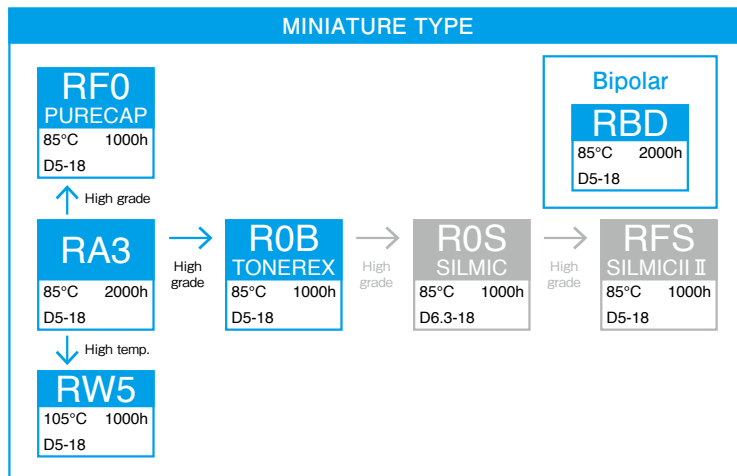 MINIATURE TYPE
RF0
PURECAP
85°C 1000h
D5-18
Bipolar
RBD
85°C 2000h
D5-18
High grade
RA3
85°C 2000h
D5-18
High
grade
R0B
TONEREX
85°C 1000h
D5-18
High
grade
R0S
SILMIC
85°C 1000h
D6.3-18
High
grade
RFS
SILMICII II
85°C 1000h
D5-18
High temp.
RW5
105°C 1000h
D5-18